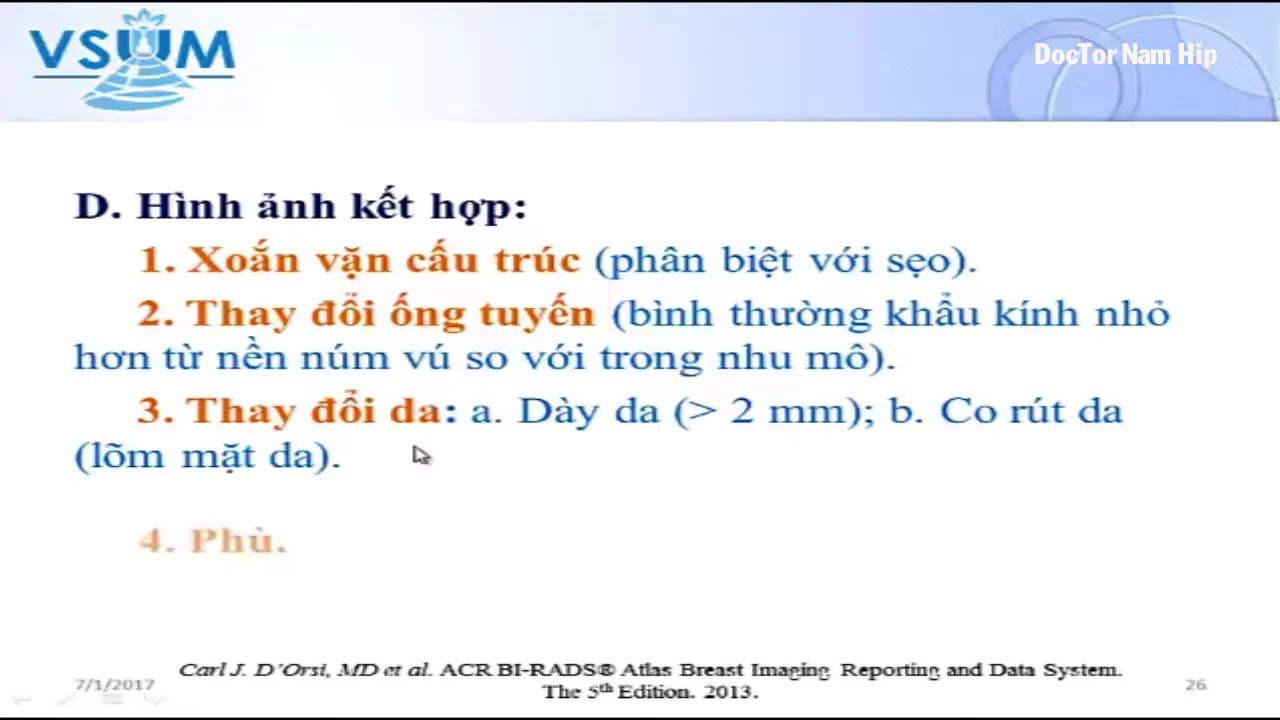 VSUM
DocTor Nam Hip
D. Hình ảnh kết hợp:
1. Xoắn vặn cấu trúc (phân biệt với sẹo).
2. Thay đổi ống tuyến (bình thường khẩu kính nhỏ
hơn từ nền núm vú so với trong nhu mô).
3. Thay đổi da: a. Dày da (> 2 mm); b. Co rút da
(lõm mặt da).
4. Phù.
Carl J. D'Orsi, MD et al. ACR BI-RADS® Atlas Breast Imaging Reporting and Data System.
The 5th Edition. 2013.
7/1/2017
26